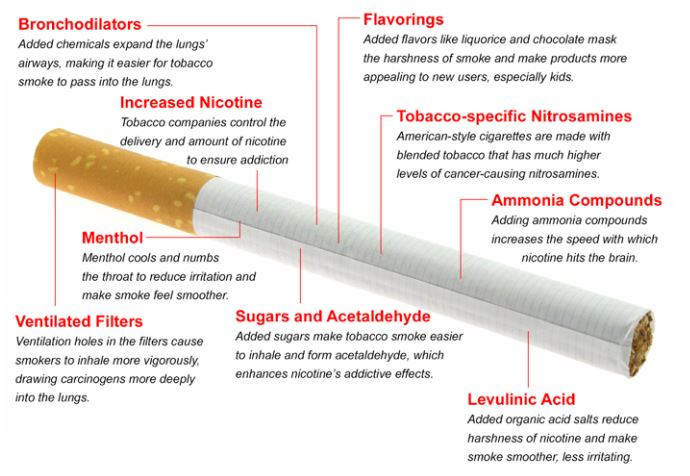 Bronchodilators
Added chemicals expand the lungs'
airways, making it easier for tobacco
smoke to pass into the lungs.
Flavorings
Added flavors like liquorice and chocolate mask
the harshness of smoke and make products more
appealing to new users, especially kids.
Increased Nicotine
Tobacco companies control the
delivery and amount of nicotine
to ensure addiction
Tobacco-specific Nitrosamines
American-style cigarettes are made with
blended tobacco that has much higher
levels of cancer-causing nitrosamines.
Ammonia Compounds
Adding ammonia compounds
increases the speed with which
nicotine hits the brain.
Menthol
Menthol cools and numbs
the throat to reduce irritation and
make smoke feel smoother.
Ventilated Filters
Ventilation holes in the filters cause
smokers to inhale more vigorously,
drawing carcinogens more deeply
into the lungs.
Sugars and Acetaldehyde
Added sugars make tobacco smoke easier
to inhale and form acetaldehyde, which
enhances nicotine's addictive effects.
Levulinic Acid
Added organic acid salts reduce
harshness of nicotine and make
smoke smoother, less irritating.